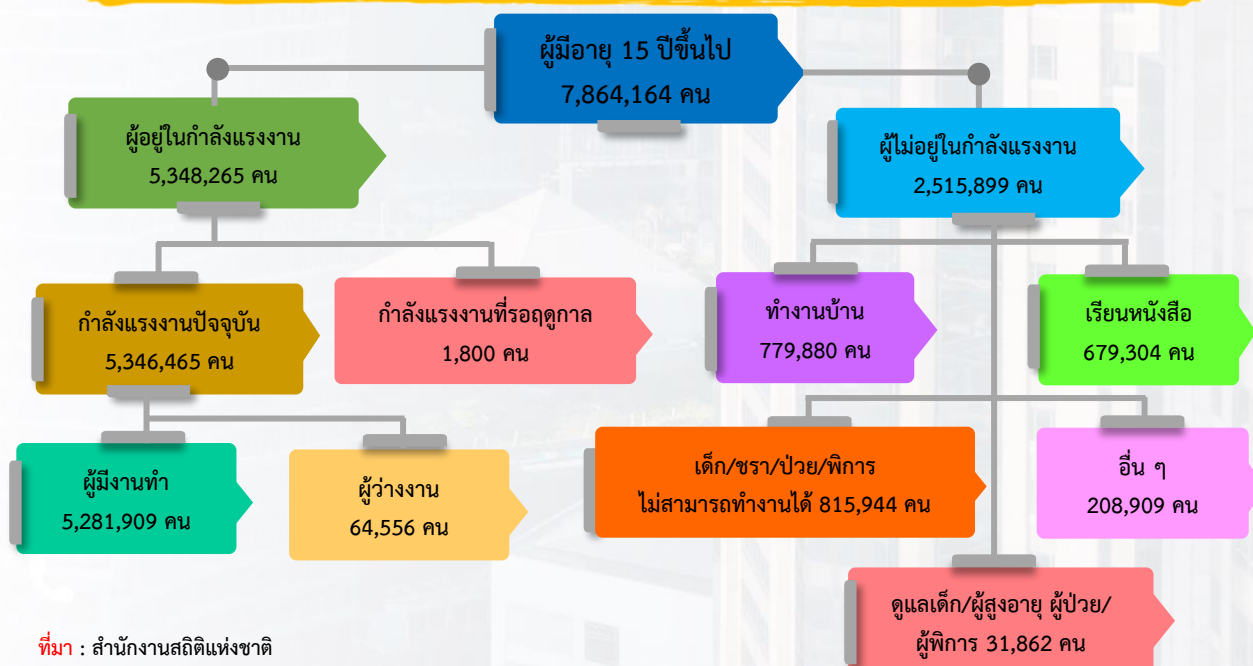 ผู้มีอายุ 15 ปีขึ้นไป
7,864,164 คน
ผู้อยู่ในกำลังแรงงาน
5,348,265 คน
ผู้ไม่อยู่ในกำลังแรงงาน
2,515,899 คน
กำลังแรงงานปัจจุบัน
5,346,465 คน
กำลังแรงงานที่รอฤดูกาล
1,800 คน
ทำงานบ้าน
779,880 คน
เรียนหนังสือ
679,304 คน
ผู้มีงานทำ
5,281,909 คน
ผู้ว่างงาน
64,556 คน
เด็ก/ชรา/ป่วย/พิการ
ไม่สามารถทำงานได้ 815,944 คน
อื่น ๆ
208,909 คน
ดูแลเด็ก/ผู้สูงอายุ ผู้ป่วย/
ผู้พิการ 31,862 คน
ที่มา : สำนักงานสถิติแห่งชาติ